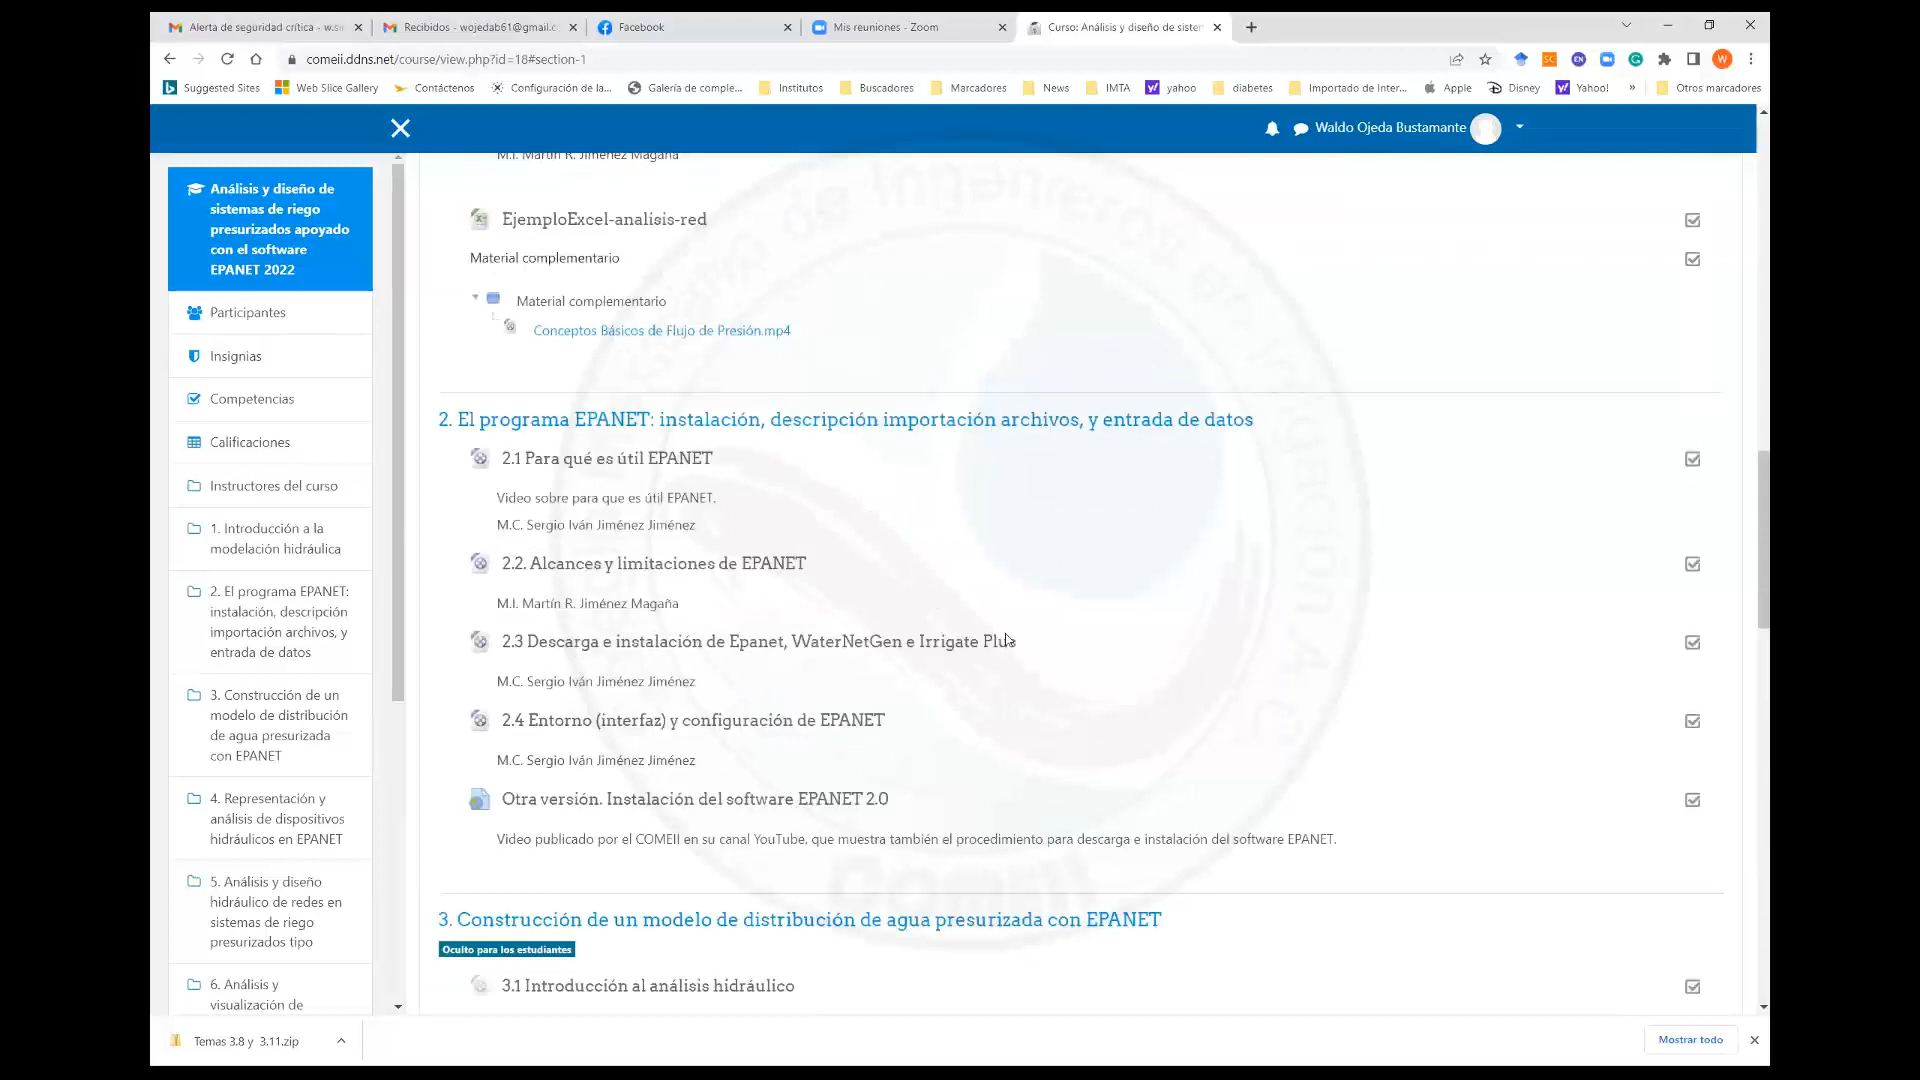 Alerta de seguridad crítica - w.si
Recibidos - wojedab61@gmail.c
Facebook
Mis reuniones - Zoom
Curso: Análisis y diseño de sister
comeii.ddns.net/course/view.php?id=18#section-1
Suggested Sites
Web Slice Gallery
Contáctenos
Configuración de la...
Galería de comple...
Institutos
Buscadores
Marcadores
News
IMTA
yahoo
diabetes
Importado de Inter...
Apple
Disney
Yahoo!
»
Otros marcadores
Waldo Ojeda Bustamante
Análisis y diseño de
sistemas de riego
presurizados apoyado
con el software
EPANET 2022
Participantes
Insignias
Competencias
Calificaciones
Instructores del curso
1. Introducción a la
modelación hidráulica
2. El programa EPANET:
instalación, descripción
importación archivos, y
entrada de datos
3. Construcción de un
modelo de distribución
de agua presurizada
con EPANET
4. Representación y
análisis de dispositivos
hidráulicos en EPANET
5. Análisis y diseño
hidráulico de redes en
sistemas de riego
presurizados tipo
6. Análisis y
visualización de
M.I. Martín R. Jiménez Magaña
EjemploExcel-analisis-red
Material complementario
Material complementario
Conceptos Básicos de Flujo de Presión.mp4
2. El programa EPANET: instalación, descripción importación archivos, y entrada de datos
2.1 Para qué es útil EPANET
Video sobre para que es útil EPANET.
M.C. Sergio Iván Jiménez Jiménez
2.2. Alcances y limitaciones de EPANET
M.I. Martín R. Jiménez Magaña
2.3 Descarga e instalación de Epanet, WaterNetGen e Irrigate Plus
M.C. Sergio Iván Jiménez Jiménez
2.4 Entorno (interfaz) y configuración de EPANET
M.C. Sergio Iván Jiménez Jiménez
Otra versión. Instalación del software EPANET 2.0
Video publicado por el COMEII en su canal YouTube, que muestra también el procedimiento para descarga e instalación del software EPANET.
3. Construcción de un modelo de distribución de agua presurizada con EPANET
Oculto para los estudiantes
3.1 Introducción al análisis hidráulico
Temas 3.8 y 3.11.zip
Mostrar todo